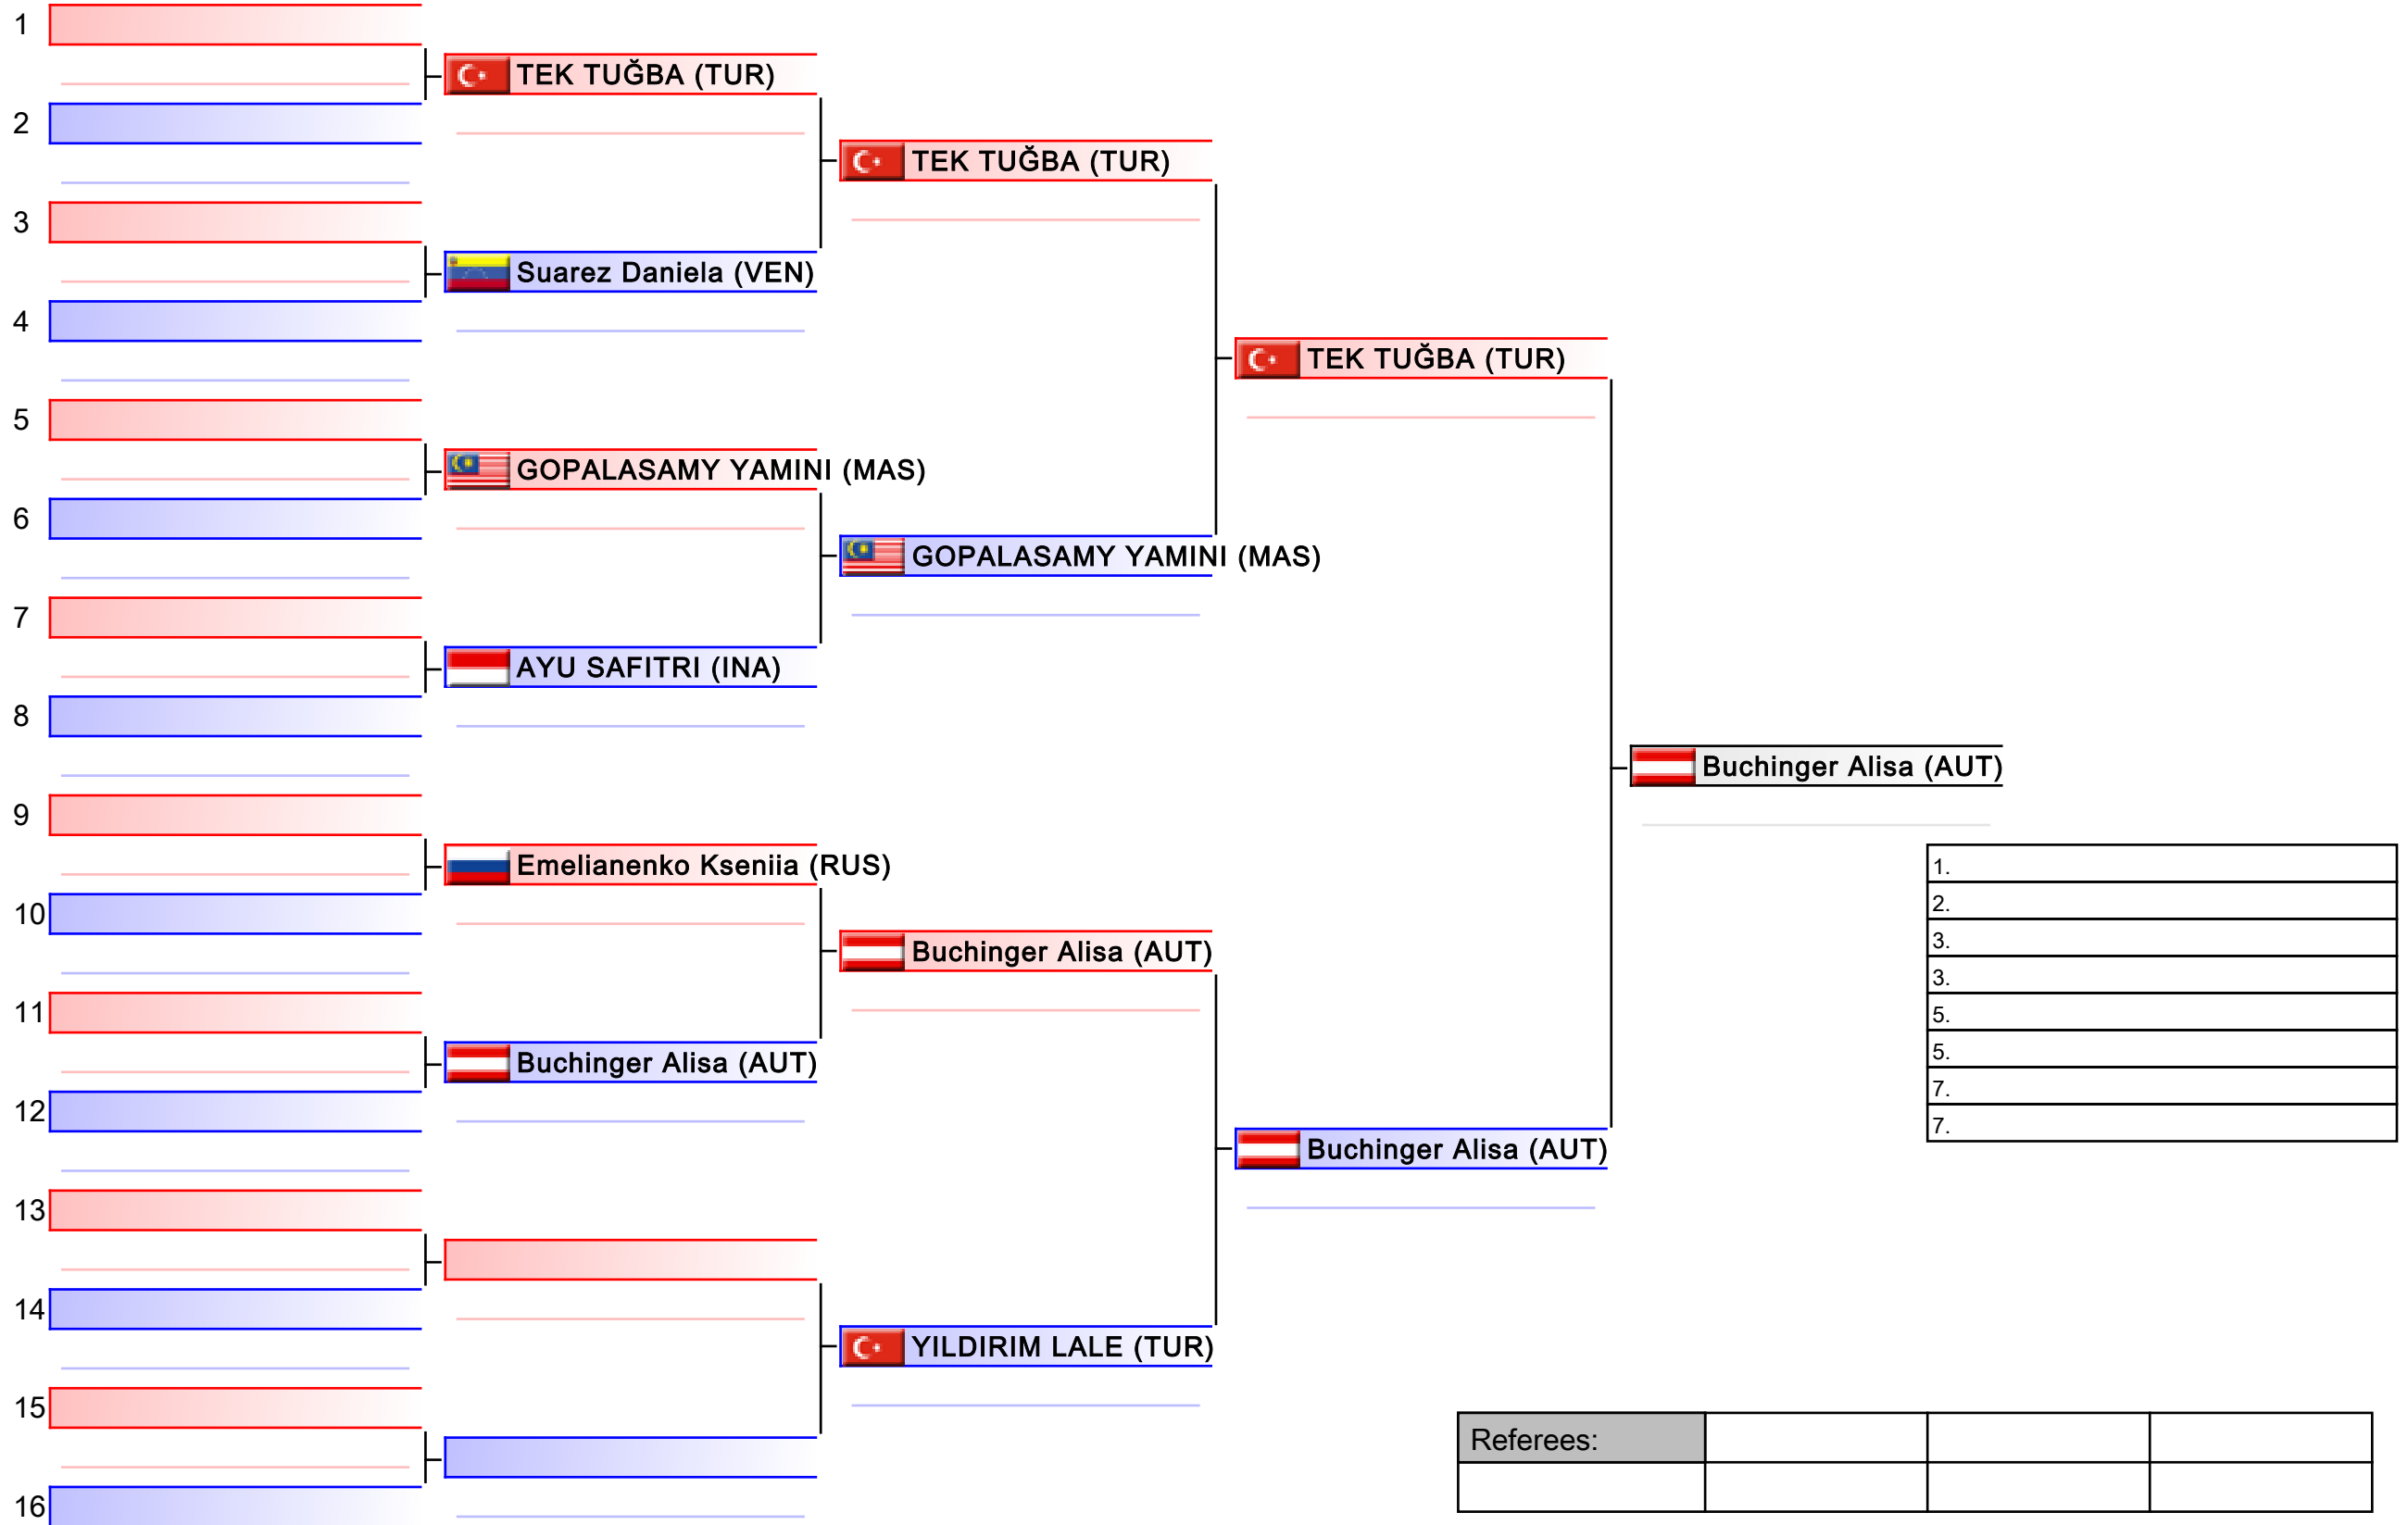 1
TEK TUĞBA (TUR)
2
TEK TUĞBA (TUR)
3
Suarez Daniela (VEN)
4
TEK TUĞBA (TUR)
5
GOPALASAMY YAMINI (MAS)
6
GOPALASAMY YAMINI (MAS)
7
AYU SAFITRI (INA)
8
Buchinger Alisa (AUT)
9
Emelianenko Kseniia (RUS)
1.
2.
10
3.
Buchinger Alisa (AUT)
3.
11
5.
5.
Buchinger Alisa (AUT)
7.
12
7.
Buchinger Alisa (AUT)
13
14
YILDIRIM LALE (TUR)
15
Referees:
16